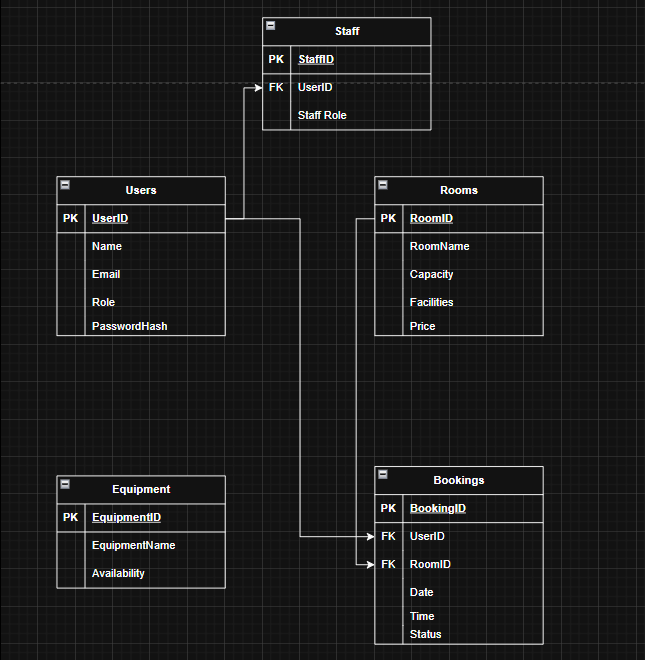 Staff
PK StaffID
FK UserID
Staff Role
Users
PK UserID
Name
Email
Role
PasswordHash
Rooms
PK RoomID
RoomName
Capacity
Facilities
Price
Equipment
PK EquipmentID
EquipmentName
Availability
Bookings
PK BookingID
FK UserID
FK RoomID
Date
Time
Status